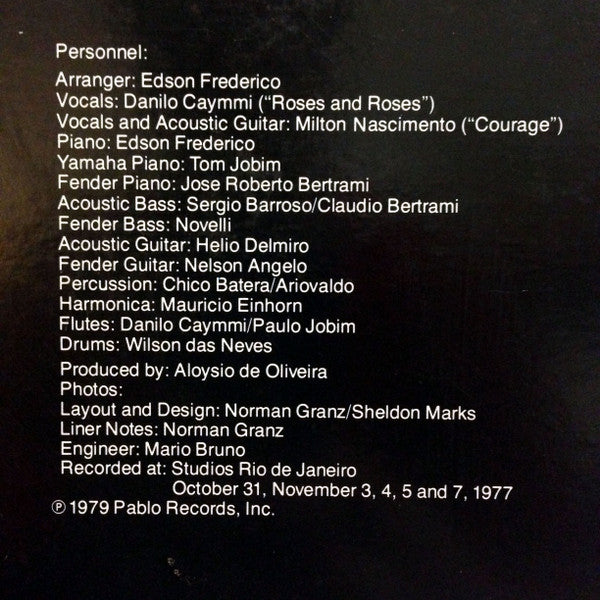 Personnel:
Arranger: Edson Frederico
Vocals: Danilo Caymmi (“Roses and Roses”)
Vocals and Acoustic Guitar: Milton Nascimento (“Courage”)
Piano: Edson Frederico
Yamaha Piano: Tom Jobim
Fender Piano: Jose Roberto Bertrami
Acoustic Bass: Sergio Barroso/Claudio Bertrami
Fender Bass: Novelli
Acoustic Guitar: Helio Delmiro
Fender Guitar: Nelson Angelo
Percussion: Chico Batera/Ariovaldo
Harmonica: Mauricio Einhorn
Flutes: Danilo Caymmi/Paulo Jobim
Drums: Wilson das Neves
Produced by: Aloysio de Oliveira
Photos:
Layout and Design: Norman Granz/Sheldon Marks
Liner Notes: Norman Granz
Engineer: Mario Bruno
Recorded at: Studios Rio de Janeiro
October 31, November 3, 4, 5 and 7, 1977
℗ 1979 Pablo Records, Inc.